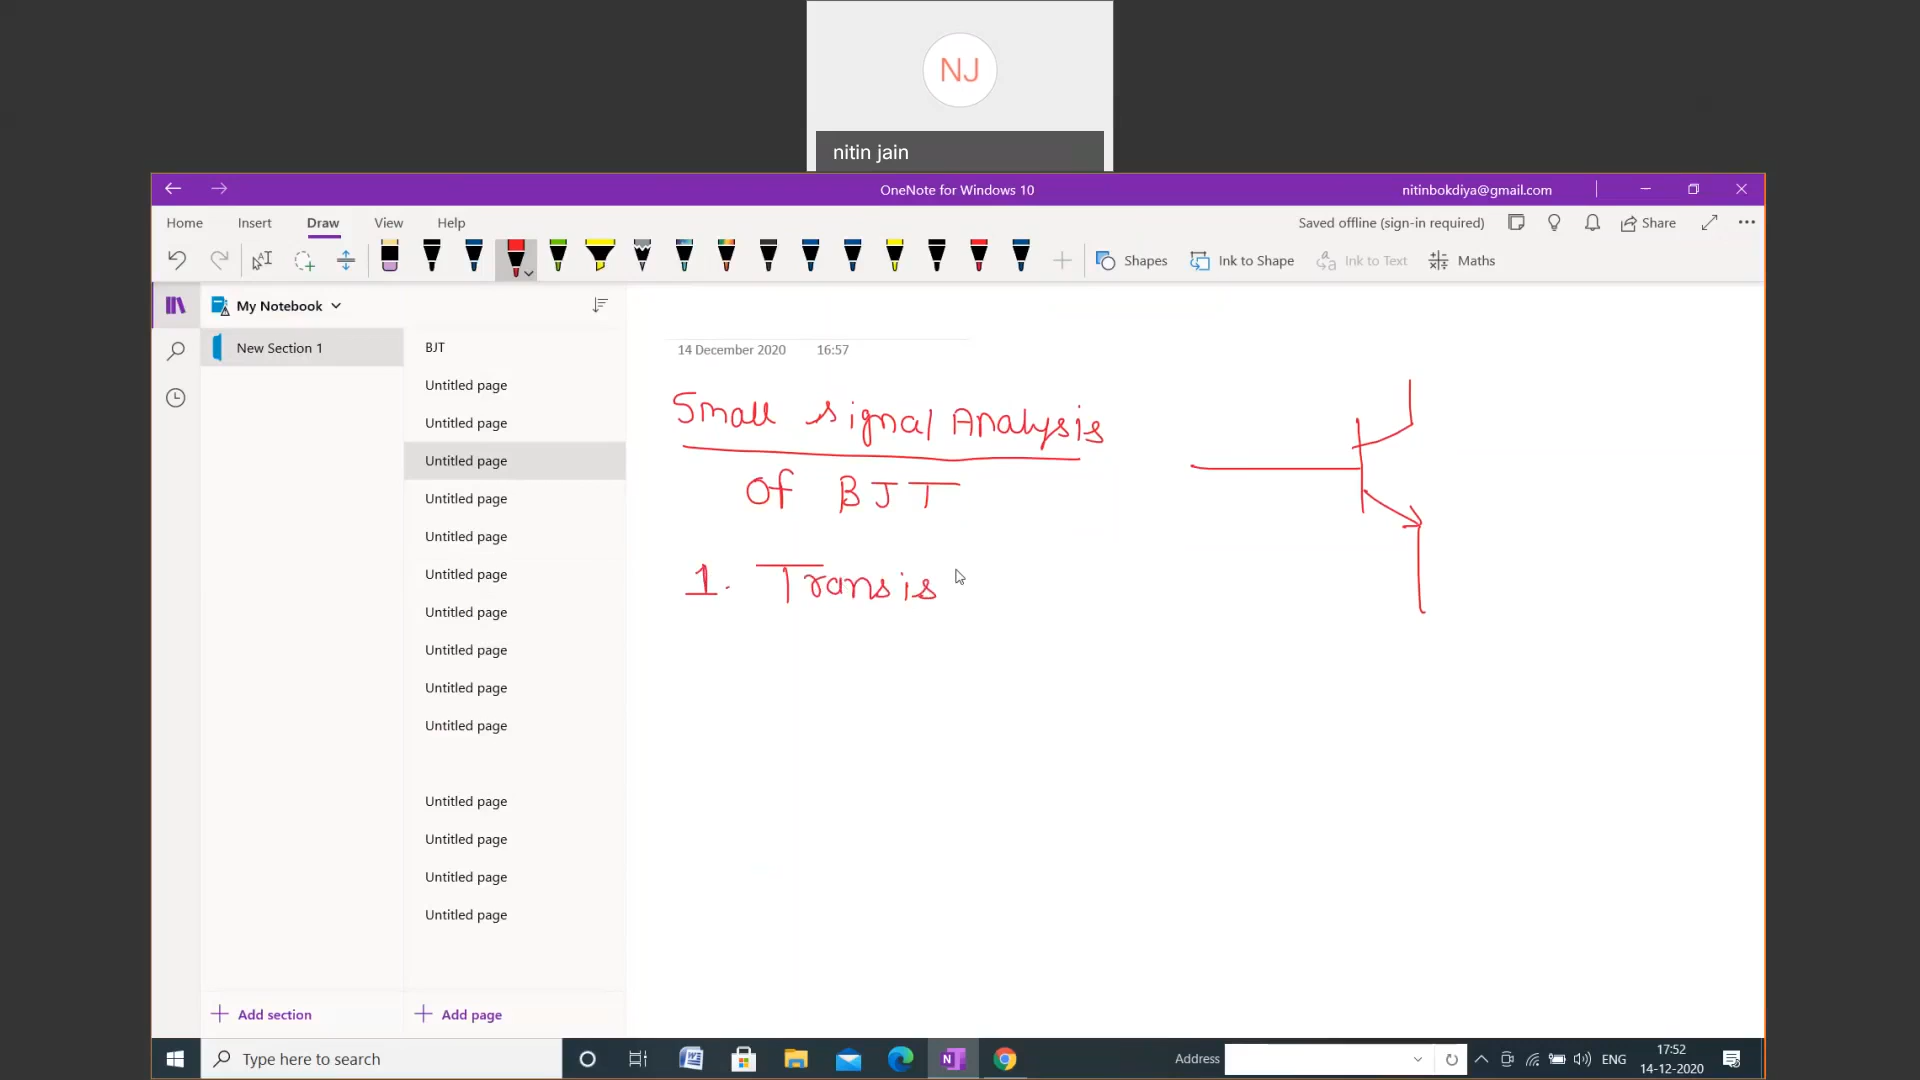 NJ
nitin jain
OneNote for Windows 10
nitinbokdiya@gmail.com
Home Insert Draw View Help
Saved offline (sign-in required)
Share
Shapes
Ink to Shape
Ink to Text
Maths
My Notebook
New Section 1
BJT
Untitled page
Untitled page
Untitled page
Untitled page
Untitled page
Untitled page
Untitled page
Untitled page
Untitled page
Untitled page
Untitled page
Untitled page
Untitled page
Untitled page
Add section
Add page
14 December 2020 16:57
Small signal Analysis
Of BJT
1. Transis
Type here to search
Address
ENG
17:52
14-12-2020